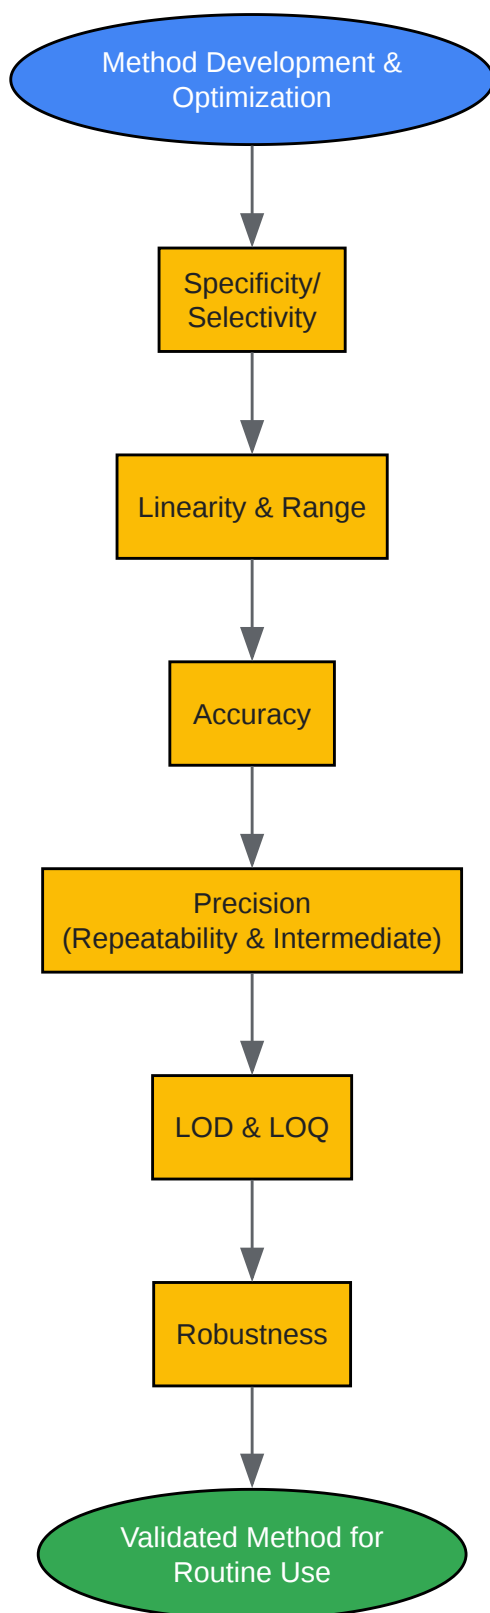 Method Development &
Optimization
Specificity/
Selectivity
Linearity & Range
Accuracy
Precision
(Repeatability & Intermediate)
LOD & LOQ
Robustness
Validated Method for
Routine Use